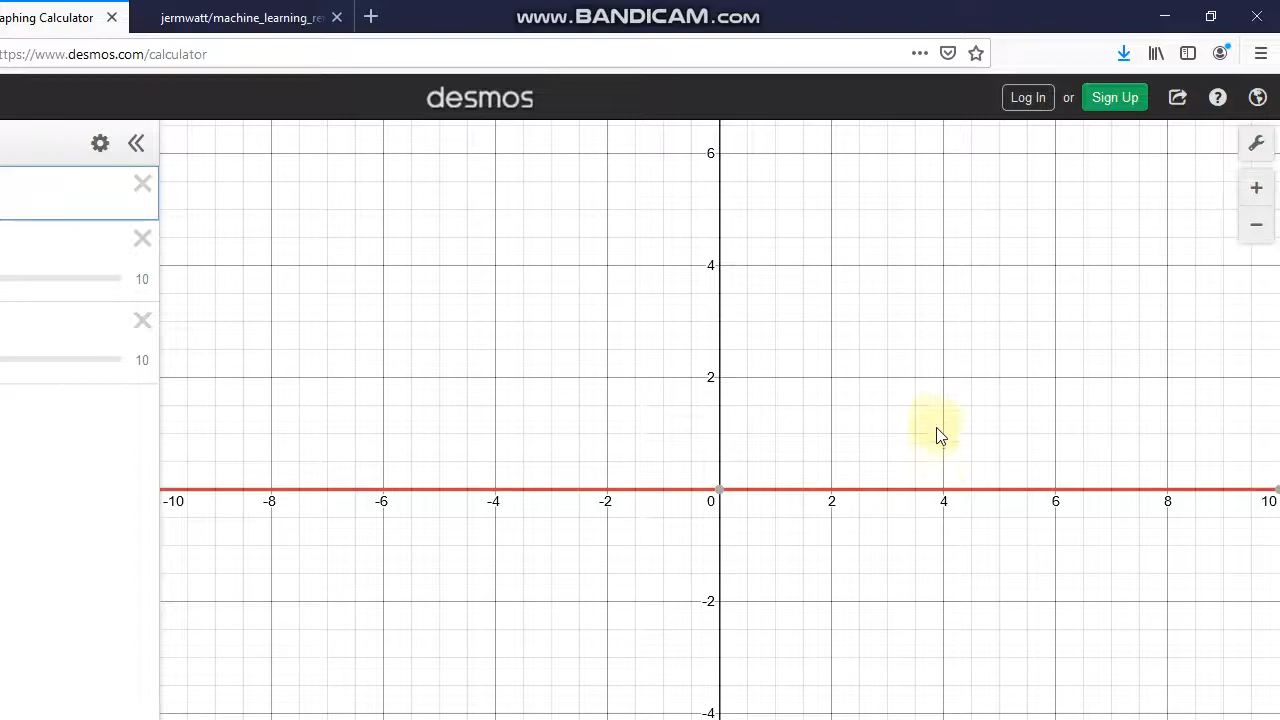 aphing Calculator
jermwatt/machine_learning_re
www.BANDICAM.com
ttps://www.desmos.com/calculator
desmos
Log In or Sign Up
10
10
6
4
2
-10 -8 -6 -4 -2 0 2 4 6 8 10
-2
-4